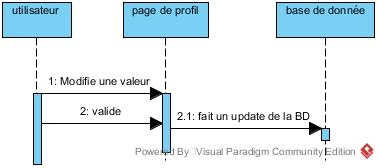 utilisateur
page de profil
base de donnée
1: Modifie une valeur
2: valide
2.1: fait un update de la BD
Powered By Visual Paradigm Community Edition